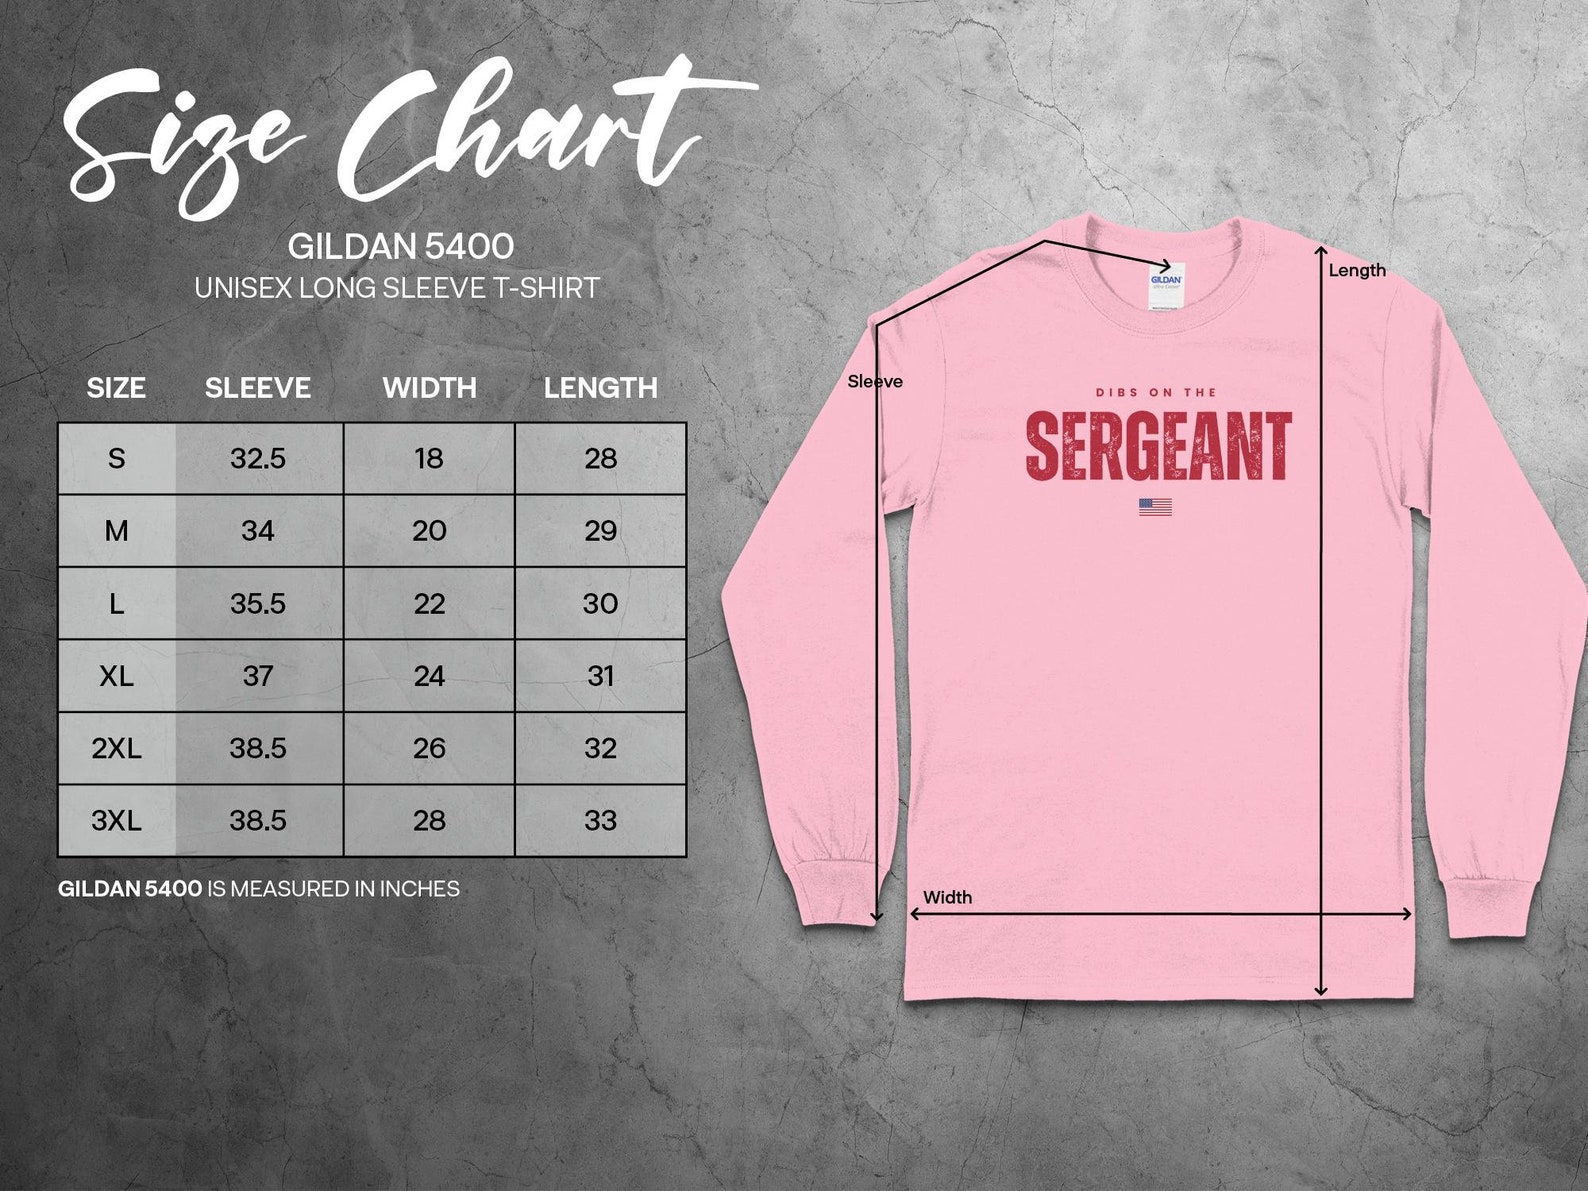 Size Chart
GILDAN 5400
UNISEX LONG SLEEVE T-SHIRT
SIZE SLEEVE WIDTH LENGTH
S 32.5 18 28
M 34 20 29
L 35.5 22 30
XL 37 24 31
2XL 38.5 26 32
3XL 38.5 28 33
GILDAN 5400 IS MEASURED IN INCHES
Length
GILDAN
Sleeve
DIBS ON THE
SERGEANT
Width